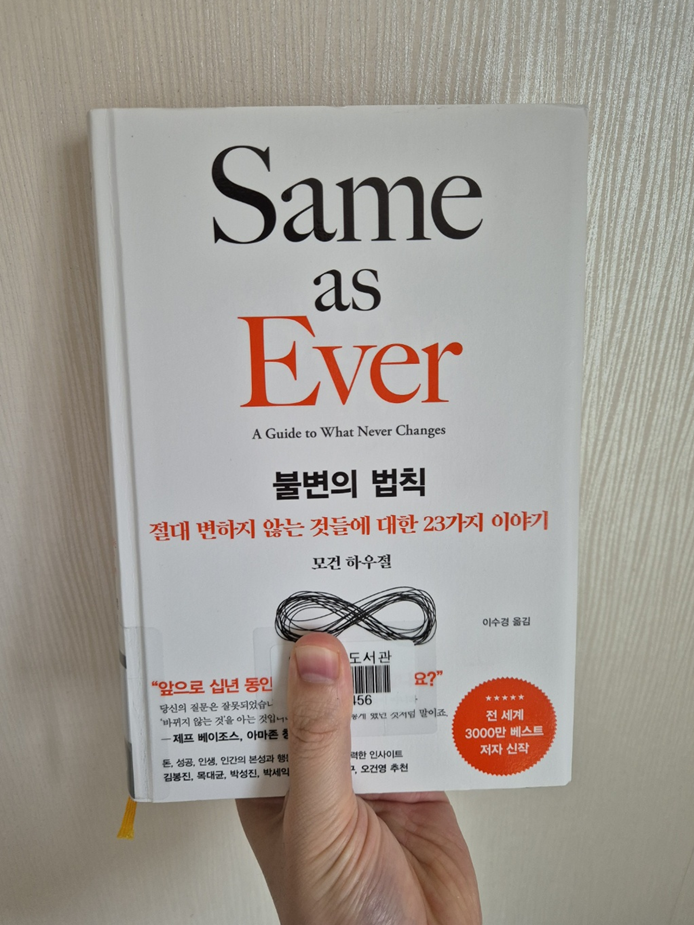 Same
as
Ever
A Guide to What Never Changes
불변의 법칙
절대 변하지 않는 것들에 대한 23가지 이야기
모건 하우절
이수경 옮김
도서관
456
“앞으로 십년 동안 요?”
당신의 질문은 잘못되었습니
‘바뀌지 않는 것’을 아는 것입니다 했던 것처럼 말이죠.
— 제프 베이조스, 아마존 창
돈, 성공, 인생, 인간의 본성과 행 력한 인사이트
김봉진, 목대균, 박성진, 박세익 오건영 추천
★★★★★
전 세계
3000만 베스트
저자 신작